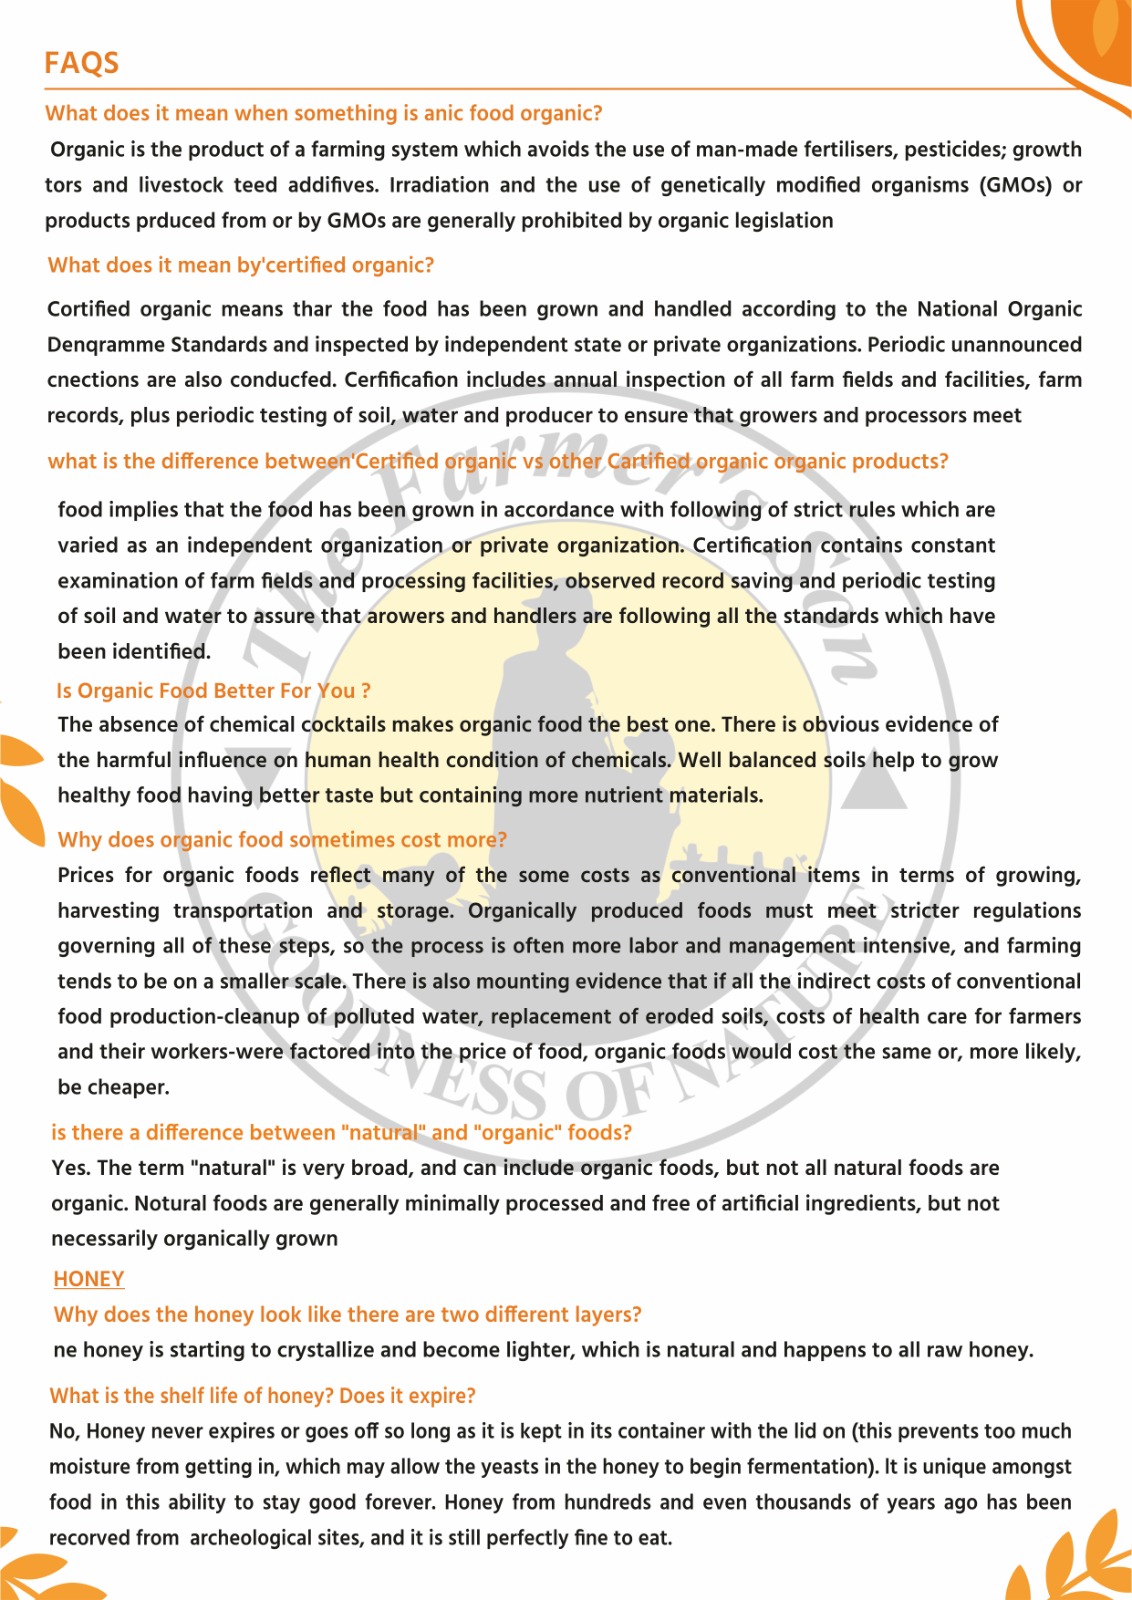 FAQS
What does it mean when something is anic food organic?
Organic is the product of a farming system which avoids the use of man-made fertilisers, pesticides; growth
tors and livestock teed addifives. Irradiation and the use of genetically modified organisms (GMOs) or
products prduced from or by GMOs are generally prohibited by organic legislation
What does it mean by'certified organic?
Cortified organic means thar the food has been grown and handled according to the National Organic
Denqramme Standards and inspected by independent state or private organizations. Periodic unannounced
cnections are also conducfed. Cerfificafion includes annual inspection of all farm fields and facilities, farm
records, plus periodic testing of soil, water and producer to ensure that growers and processors meet
what is the difference between'Certified organic vs other Cartified organic organic products?
food implies that the food has been grown in accordance with following of strict rules which are
varied as an independent organization or private organization. Certification contains constant
examination of farm fields and processing facilities, observed record saving and periodic testing
of soil and water to assure that arowers and handlers are following all the standards which have
been identified.
Is Organic Food Better For You ?
The absence of chemical cocktails makes organic food the best one. There is obvious evidence of
the harmful influence on human health condition of chemicals. Well balanced soils help to grow
healthy food having better taste but containing more nutrient materials.
Why does organic food sometimes cost more?
Prices for organic foods reflect many of the some costs as conventional items in terms of growing,
harvesting transportation and storage. Organically produced foods must meet stricter regulations
governing all of these steps, so the process is often more labor and management intensive, and farming
tends to be on a smaller scale. There is also mounting evidence that if all the indirect costs of conventional
food production-cleanup of polluted water, replacement of eroded soils, costs of health care for farmers
and their workers-were factored into the price of food, organic foods would cost the same or, more likely,
be cheaper.
is there a difference between "natural" and "organic" foods?
Yes. The term "natural" is very broad, and can include organic foods, but not all natural foods are
organic. Notural foods are generally minimally processed and free of artificial ingredients, but not
necessarily organically grown
HONEY
Why does the honey look like there are two different layers?
ne honey is starting to crystallize and become lighter, which is natural and happens to all raw honey.
What is the shelf life of honey? Does it expire?
No, Honey never expires or goes off so long as it is kept in its container with the lid on (this prevents too much
moisture from getting in, which may allow the yeasts in the honey to begin fermentation). It is unique amongst
food in this ability to stay good forever. Honey from hundreds and even thousands of years ago has been
recorved from archeological sites, and it is still perfectly fine to eat.
The Farmer's Son
GOODNESS OF NATURE